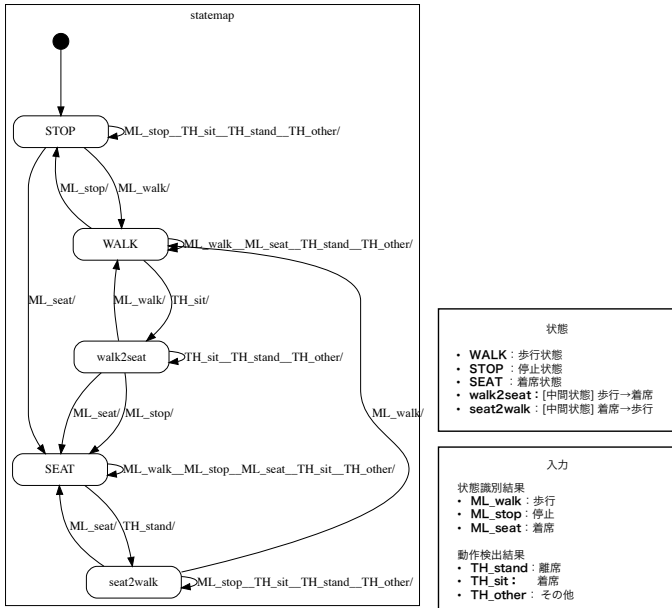 statemap
STOP
ML_stop__TH_sit__TH_stand__TH_other/
ML_stop/
ML_walk/
WALK
ML_walk__ML_seat__TH_stand__TH_other/
ML_seat/
ML_walk/
TH_sit/
walk2seat
TH_sit__TH_stand__TH_other/
ML_seat/
ML_stop/
ML_walk/
SEAT
ML_walk__ML_stop__ML_seat__TH_sit__TH_other/
ML_seat/
TH_stand/
seat2walk
ML_stop__TH_sit__TH_stand__TH_other/
状態
• WALK：歩行状態
• STOP：停止状態
• SEAT：着席状態
• walk2seat：[中間状態] 歩行→着席
• seat2walk：[中間状態] 着席→歩行
入力
状態識別結果
• ML_walk：歩行
• ML_stop：停止
• ML_seat：着席
動作検出結果
• TH_stand：離席
• TH_sit： 着席
• TH_other：その他